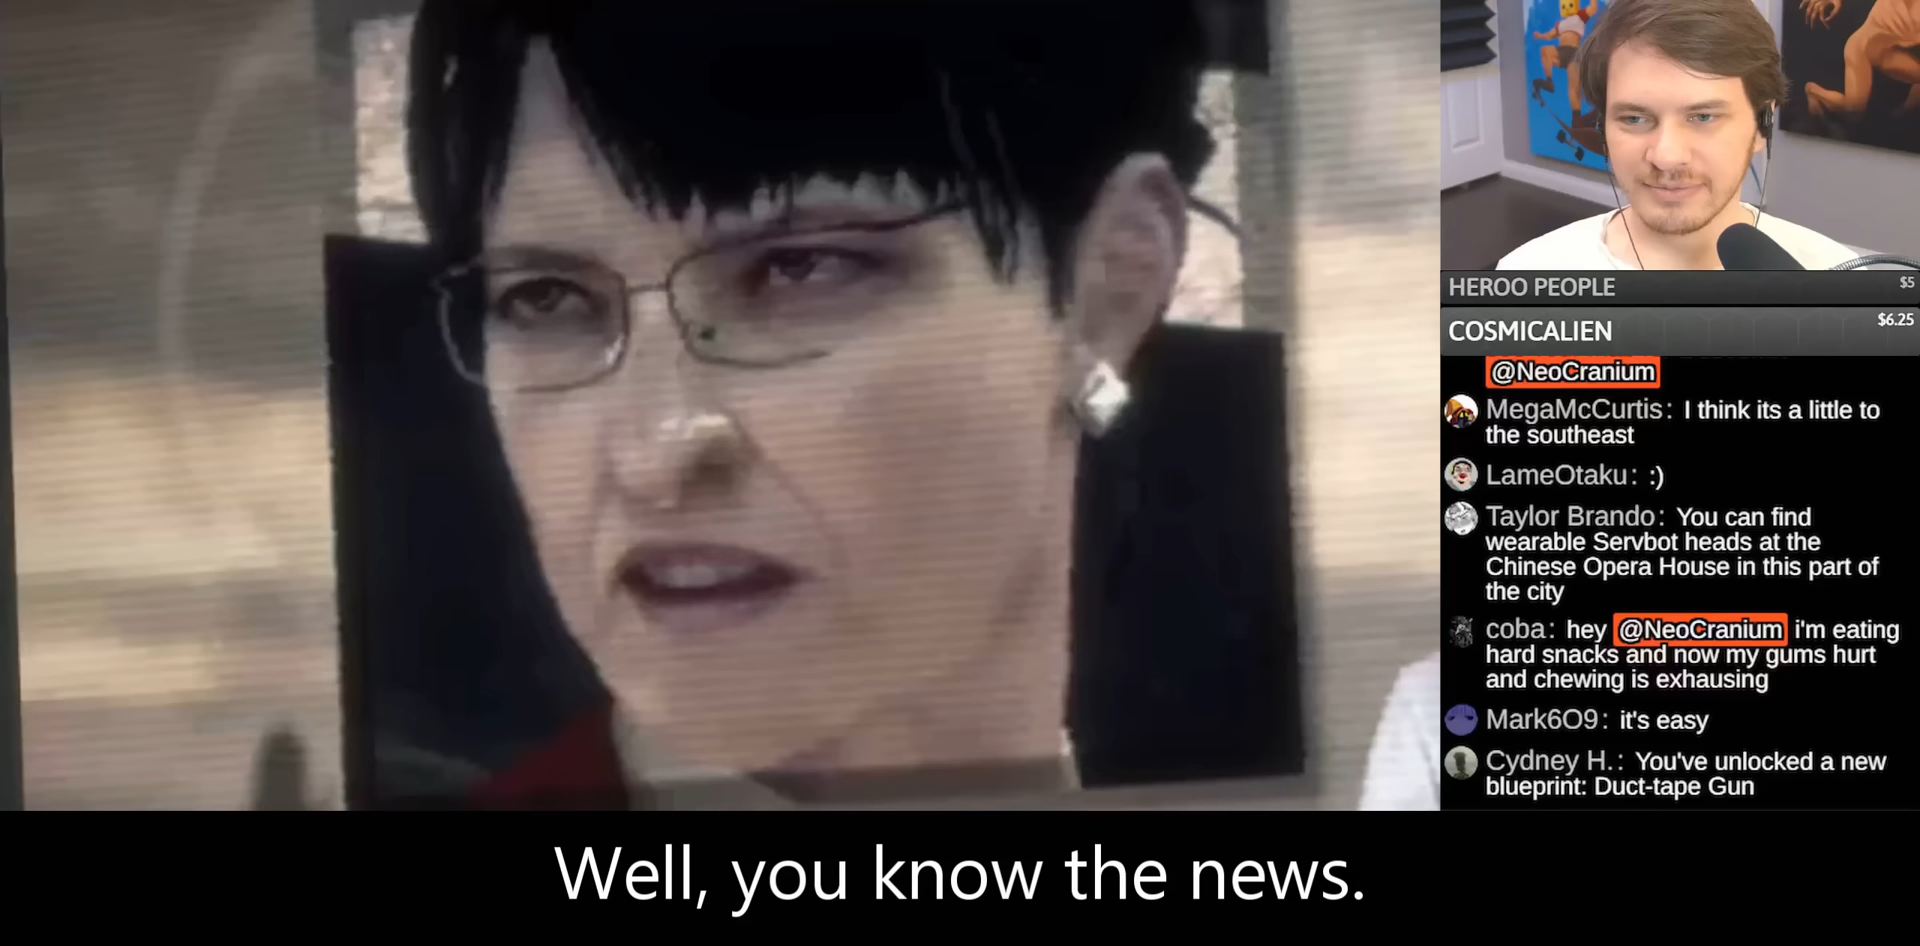 HEROO PEOPLE $5
COSMICALIEN $6.25
@NeoCranium
MegaMcCurtis: I think its a little to
the southeast
LameOtaku: :)
Taylor Brando: You can find
wearable Servbot heads at the
Chinese Opera House in this part of
the city
coba: hey @NeoCranium i'm eating
hard snacks and now my gums hurt
and chewing is exhausing
Mark6O9: it's easy
Cydney H.: You've unlocked a new
blueprint: Duct-tape Gun
Well, you know the news.